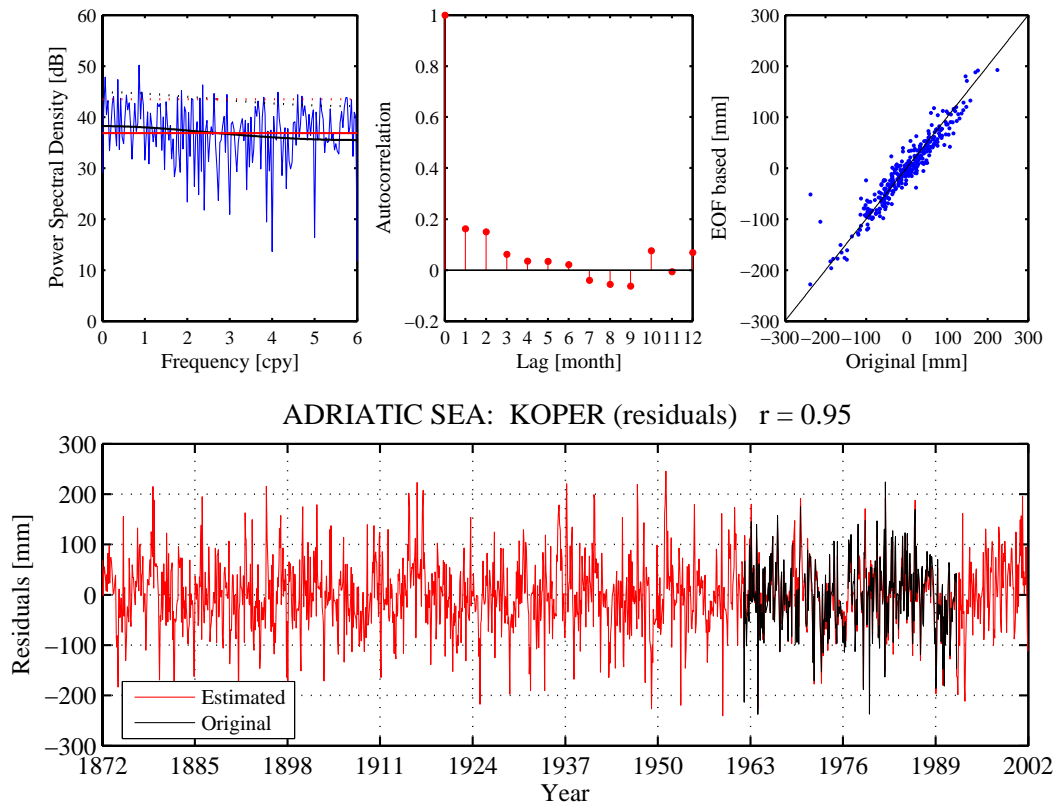 60
50
40
30
20
10
0
Power Spectral Density [dB]
0 1 2 3 4 5 6
Frequency [cpy]
1
0.8
0.6
0.4
0.2
0
−0.2
Autocorrelation
0 1 2 3 4 5 6 7 8 9 10 11 12
Lag [month]
300
200
100
0
−100
−200
−300
EOF based [mm]
−300 −200 −100 0 100 200 300
Original [mm]
ADRIATIC SEA: KOPER (residuals) r = 0.95
300
200
100
0
−100
−200
−300
Residuals [mm]
Estimated
Original
1872 1885 1898 1911 1924 1937 1950 1963 1976 1989 2002
Year